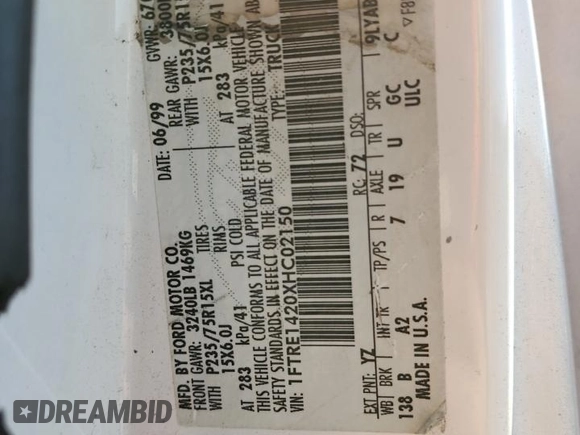 MFD. BY FORD MOTOR CO.
DATE: 06/99 GVWR: 67
FRONT GAWR: REAR GAWR: 3800
3240LB 1469KG
WITH TIRES WITH
P235/75R15XL P235/75R1
15X6.0J RIMS 15X6.0J
AT 283 kPa/41 PSI COLD AT 283 kPa/41
THIS VEHICLE CONFORMS TO ALL APPLICABLE FEDERAL MOTOR VEHICLE
SAFETY STANDARDS IN EFFECT ON THE DATE OF MANUFACTURE SHOWN AB
VIN: 1FTRE1420XHC02150 TYPE: TRUCK
EXT PNT: YZ RC: 72 DSO:
WB BRK INT TK TP/PS R AXLE TR SPR 9LYAB
138 B A2 7 19 U GC C
MADE IN U.S.A. ULC ▽F8
DREAMBID